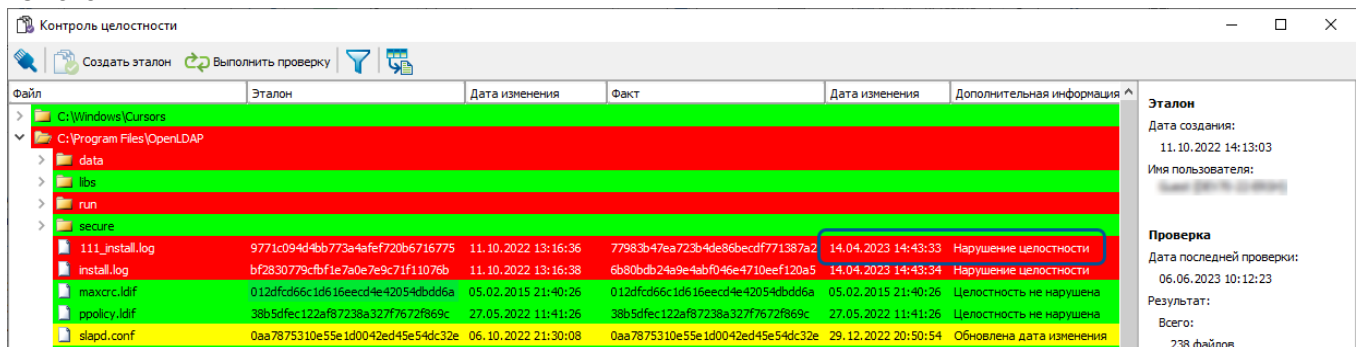 Контроль целостности
Создать эталон Выполнить проверку
Файл Эталон Дата изменения Факт Дата изменения Дополнительная информация
C:\Windows\Cursors
C:\Program Files\OpenLDAP
data
libs
run
secure
111_install.log 9771c094d4bb773a4afef720b6716775 11.10.2022 13:16:36 77983b47ea723b4de86becdf771387a2 14.04.2023 14:43:33 Нарушение целостности
install.log bf2830779cfbf1e7a0e7e9c71f11076b 11.10.2022 13:16:38 6b80bdb24a9e4abf046e4710eef120a5 14.04.2023 14:43:34 Нарушение целостности
maxcrc.ldif 012dfcd66c1d616eecd4e42054dbdd6a 05.02.2015 21:40:26 012dfcd66c1d616eecd4e42054dbdd6a 05.02.2015 21:40:26 Целостность не нарушена
ppolicy.ldif 38b5dfec122af87238a327f7672f869c 27.05.2022 11:41:26 38b5dfec122af87238a327f7672f869c 27.05.2022 11:41:26 Целостность не нарушена
slapd.conf 0aa7875310e55e1d0042ed45e54dc32e 06.10.2022 21:30:08 0aa7875310e55e1d0042ed45e54dc32e 29.12.2022 20:50:54 Обновлена дата изменения
Эталон
Дата создания:
11.10.2022 14:13:03
Имя пользователя:
Проверка
Дата последней проверки:
06.06.2023 10:12:23
Результат:
Всего:
238 файлов